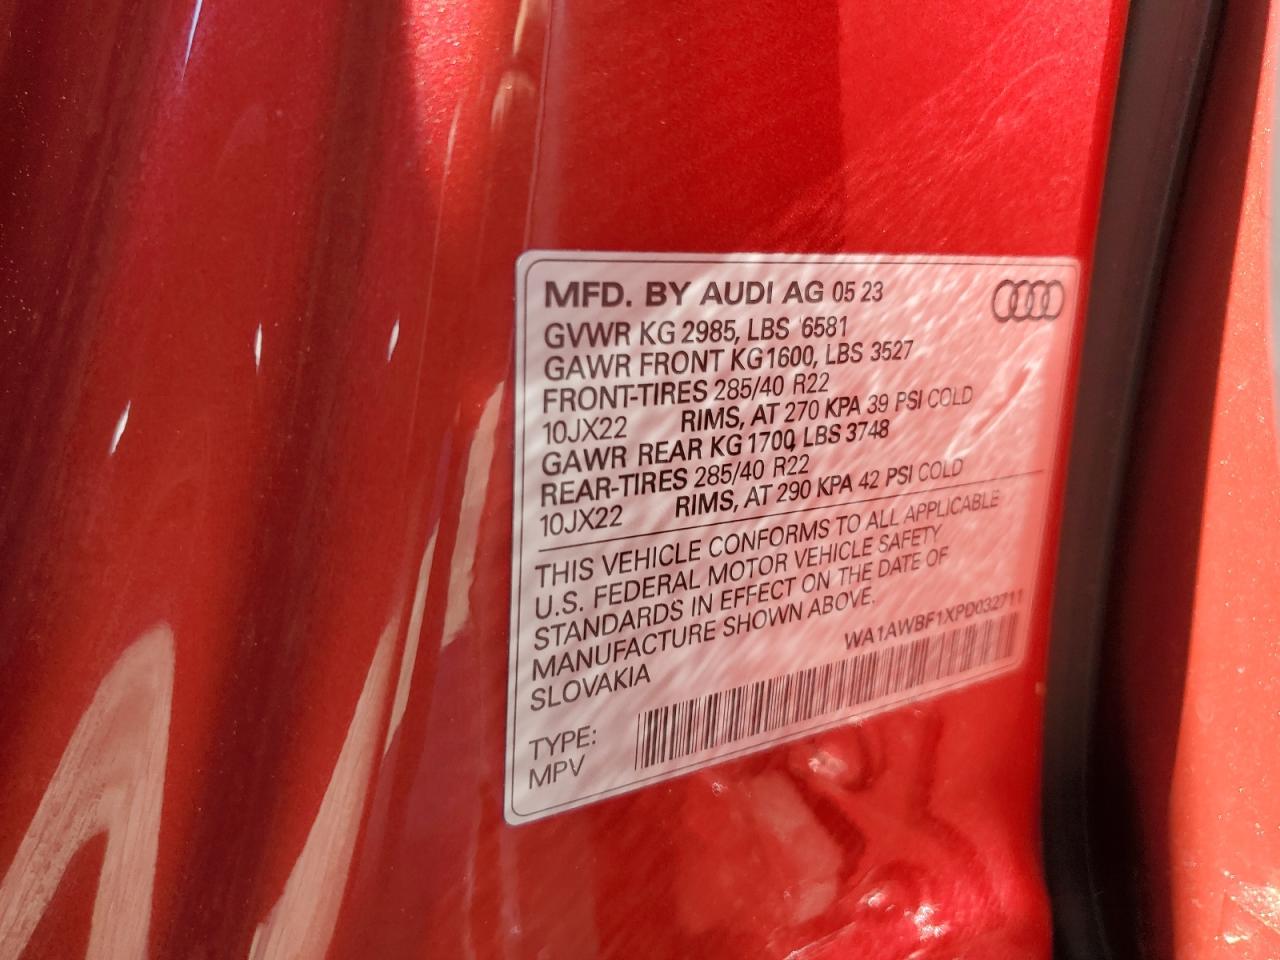 MFD. BY AUDI AG 05 23
GVWR KG 2985, LBS 6581
GAWR FRONT KG 1600, LBS 3527
FRONT-TIRES 285/40 R22
10JX22 RIMS, AT 270 KPA 39 PSI COLD
GAWR REAR KG 1700, LBS 3748
REAR-TIRES 285/40 R22
10JX22 RIMS, AT 290 KPA 42 PSI COLD
THIS VEHICLE CONFORMS TO ALL APPLICABLE
U.S. FEDERAL MOTOR VEHICLE SAFETY
STANDARDS IN EFFECT ON THE DATE OF
MANUFACTURE SHOWN ABOVE.
SLOVAKIA
WA1AWBF1XPD032711
TYPE:
MPV